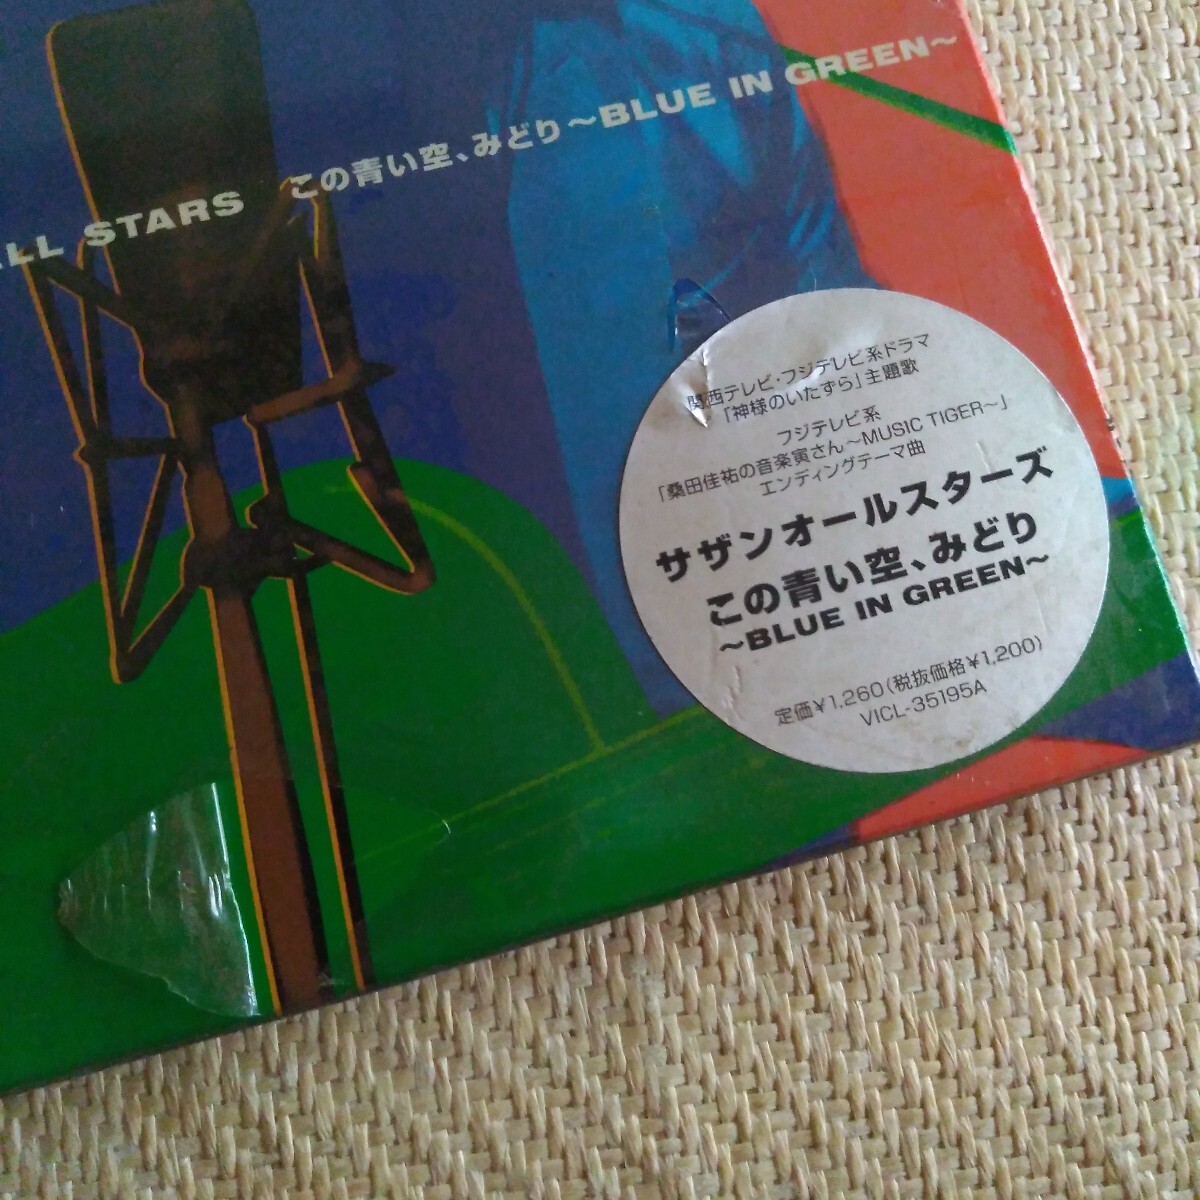 ALL STARS この青い空、みどり～BLUE IN GREEN～
関西テレビ・フジテレビ系ドラマ
「神様のいたずら」主題歌
フジテレビ系
「桑田佳祐の音楽寅さん～MUSIC TIGER～」
エンディングテーマ曲
サザンオールスターズ
この青い空、みどり
～BLUE IN GREEN～
定価￥1,260（税抜価格￥1,200）
VICL-35195A